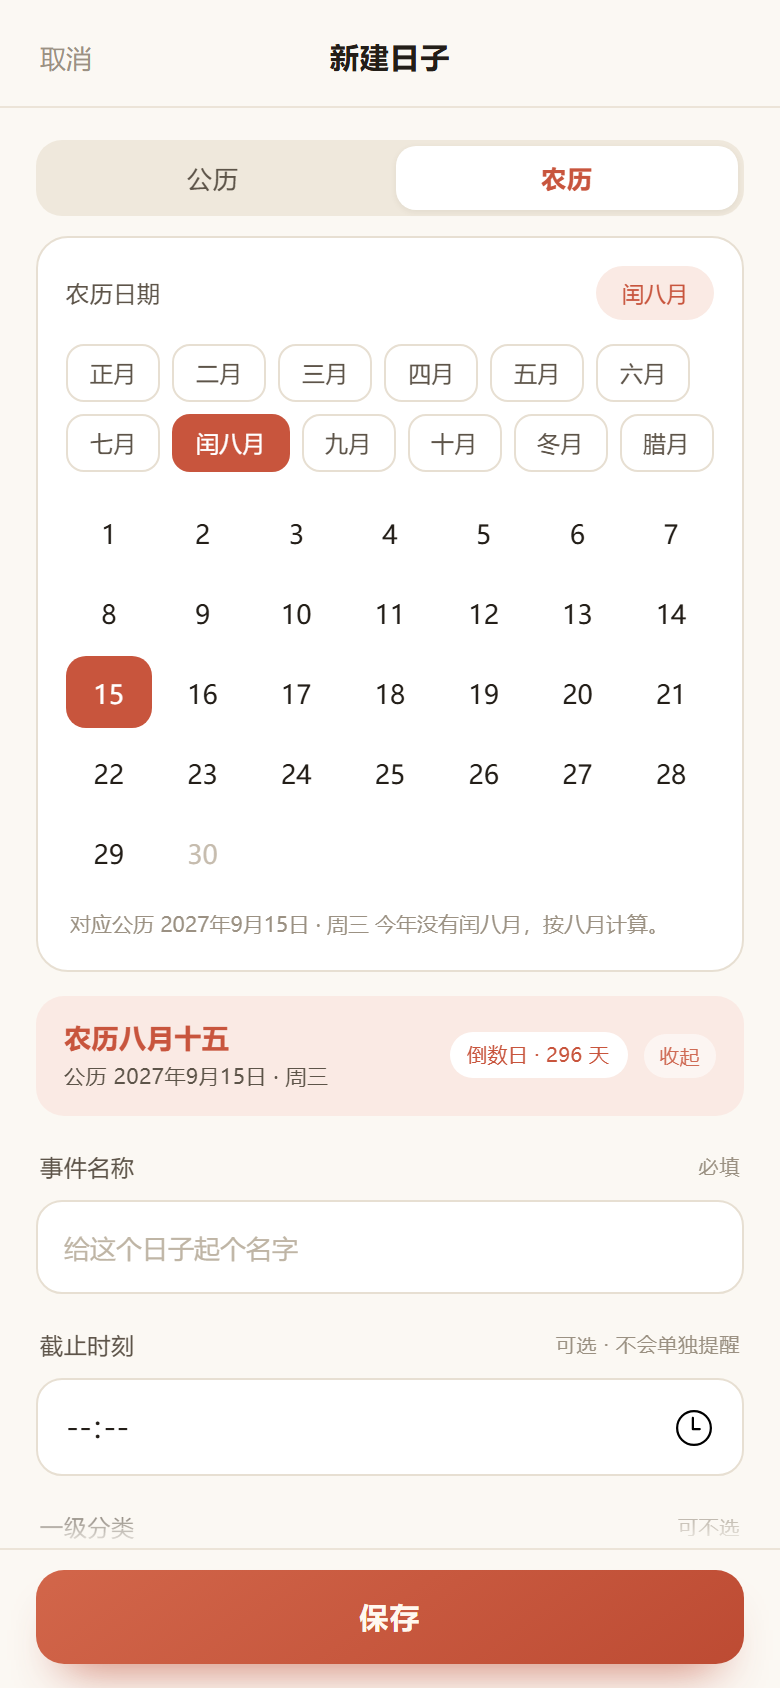 取消 新建日子
公历 农历
农历日期 闰八月
正月 二月 三月 四月 五月 六月
七月 闰八月 九月 十月 冬月 腊月
1 2 3 4 5 6 7
8 9 10 11 12 13 14
15 16 17 18 19 20 21
22 23 24 25 26 27 28
29 30
对应公历 2027年9月15日 · 周三 今年没有闰八月，按八月计算。
农历八月十五
公历 2027年9月15日 · 周三
倒数日 · 296 天 收起
事件名称 必填
给这个日子起个名字
截止时刻 可选 · 不会单独提醒
--:--
一级分类 可不选
保存